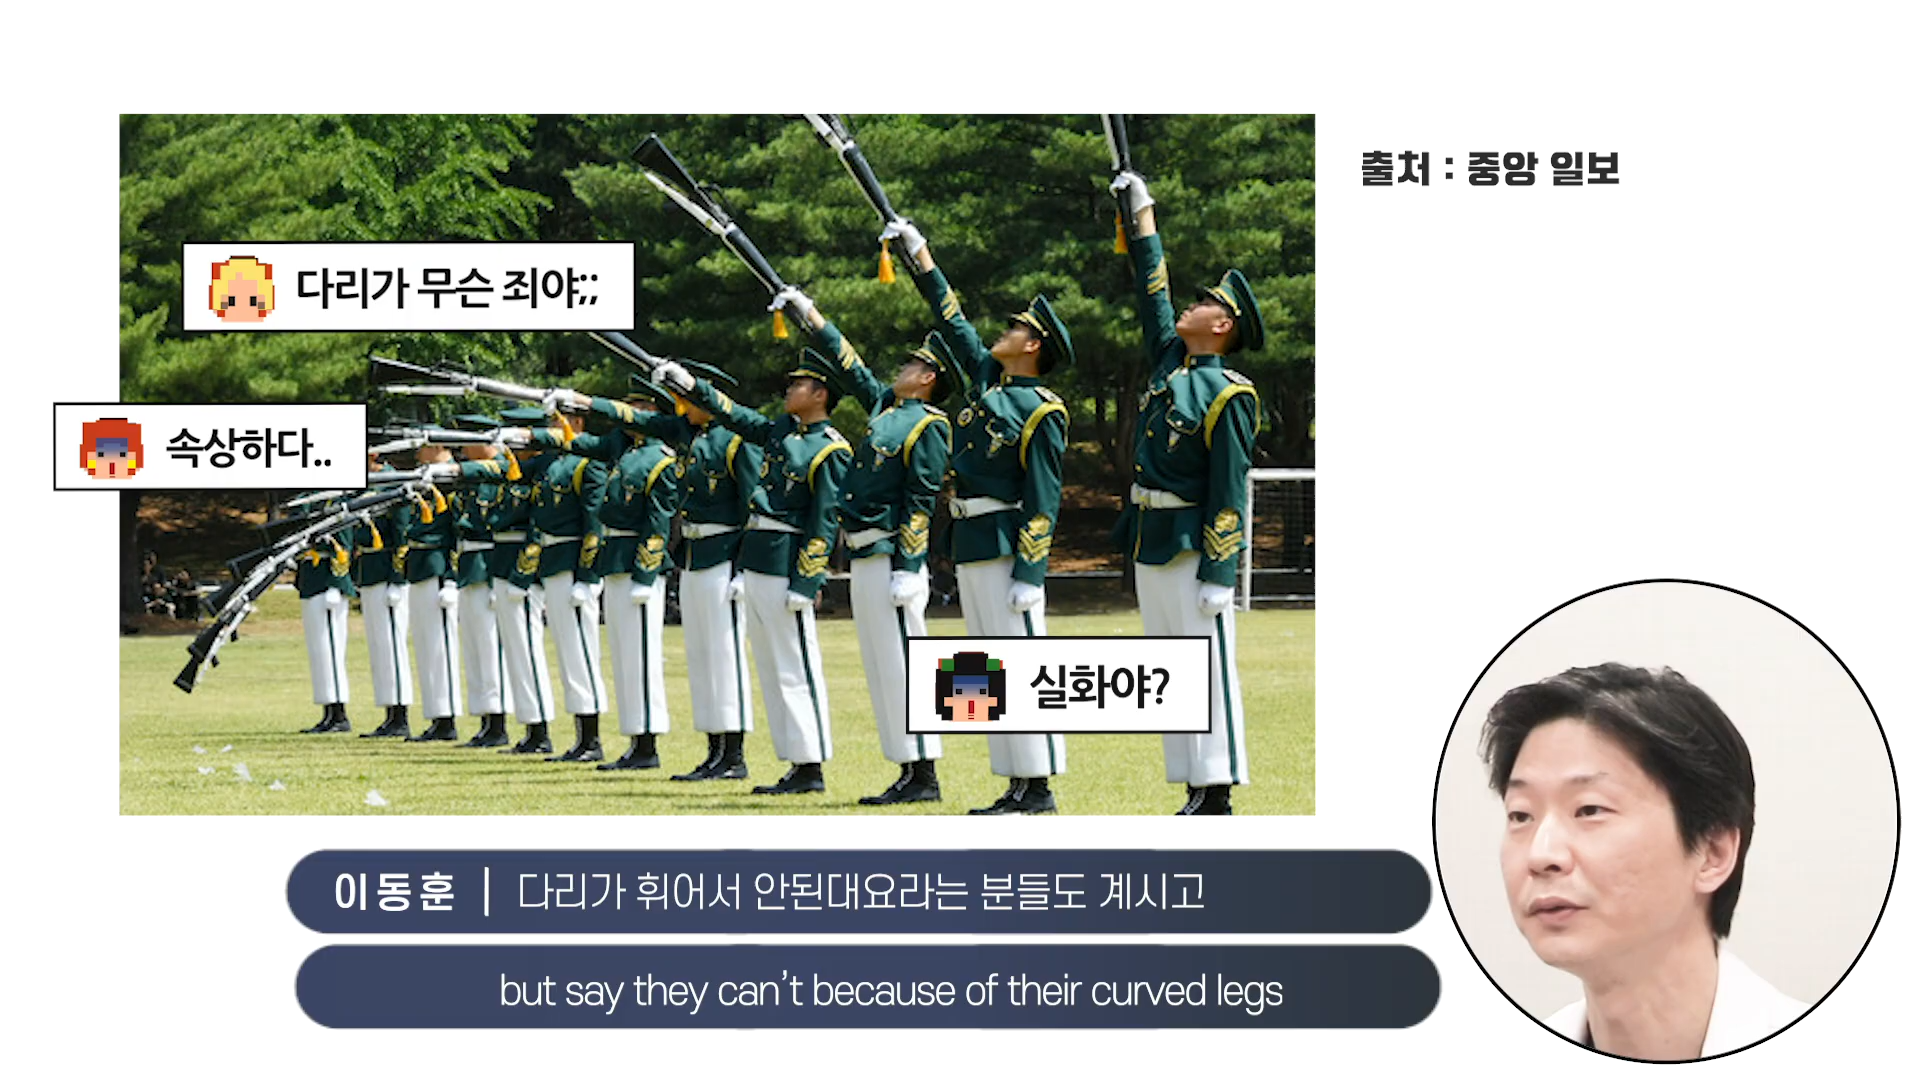 출처 : 중앙 일보
다리가 무슨 죄야;;
속상하다..
실화야?
이동훈 | 다리가 휘어서 안된대요라는 분들도 계시고
but say they can't because of their curved legs